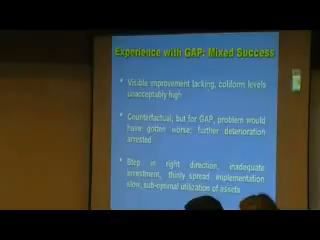 Experience with GAP: Mixed Success
• Visible improvement lacking, coliform levels
unacceptably high
• Counterfactual, but for GAP, problem would
have gotten worse; further deterioration
arrested
• Step in right direction, inadequate
investment, thinly spread implementation
slow, sub-optimal utilization of assets